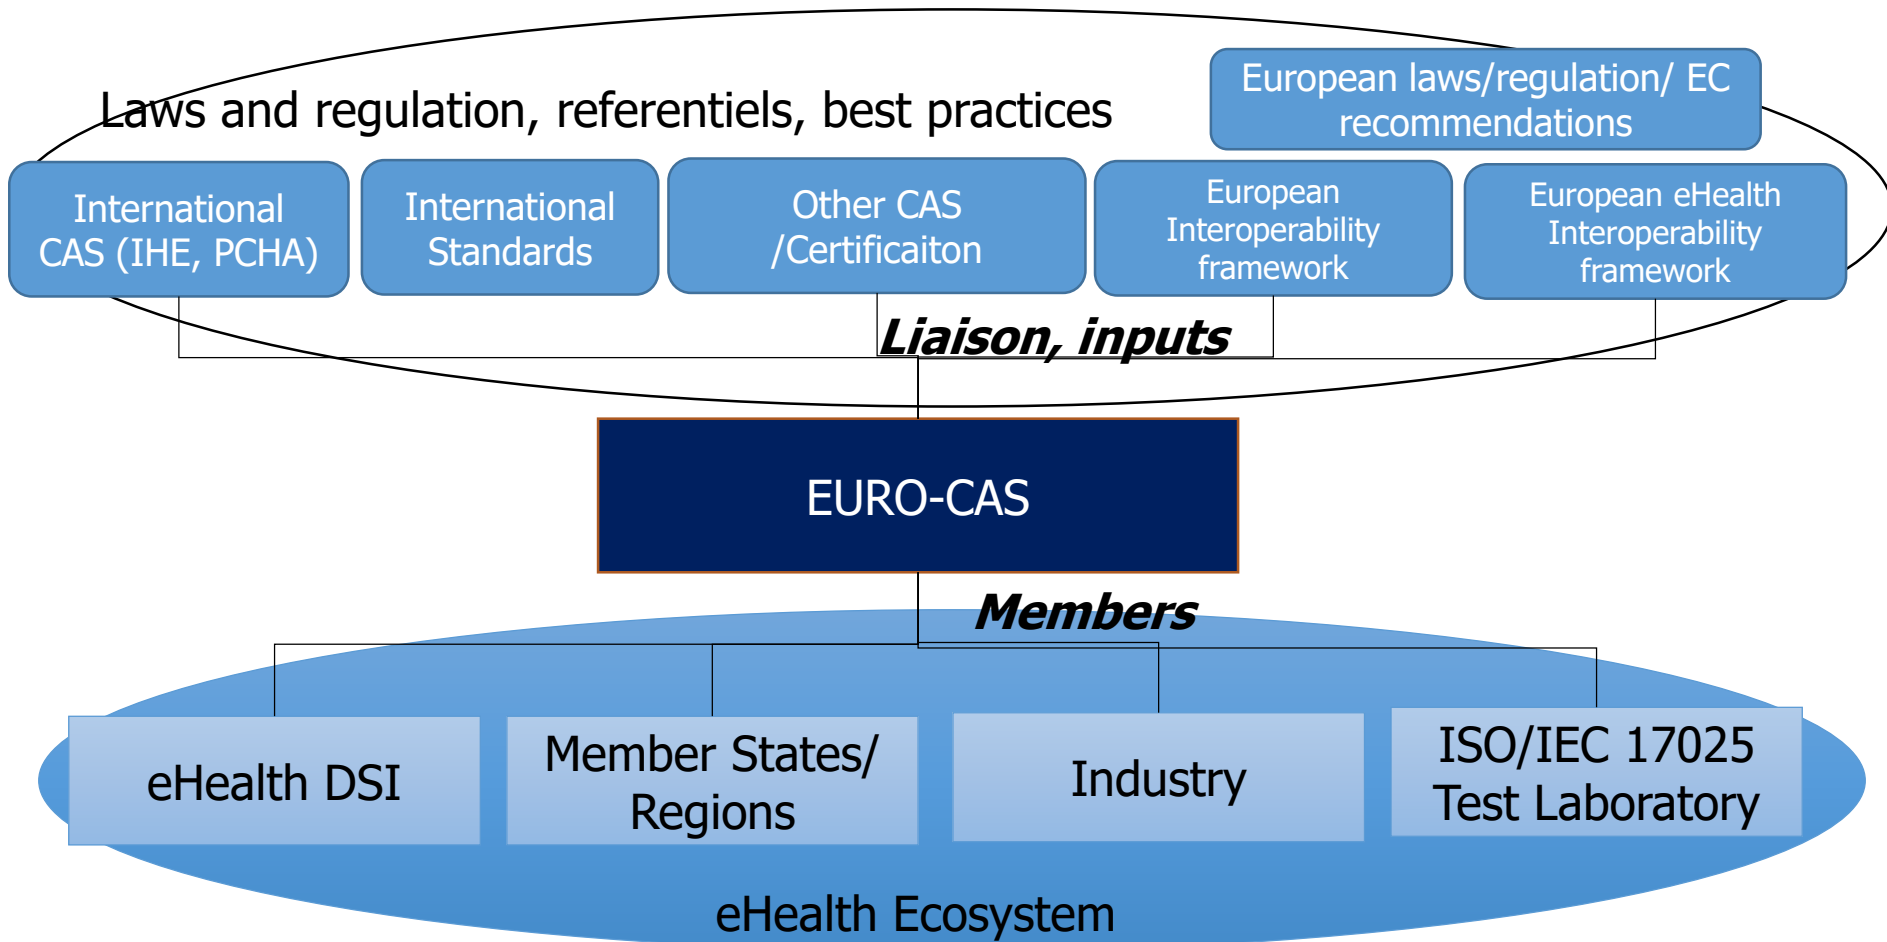 European laws/regulation/ EC
recommendations
Laws and regulation, referentiels, best practices
International
CAS (IHE, PCHA)
International
Standards
Other CAS
/Certificaiton
European
Interoperability
framework
European eHealth
Interoperability
framework
Liaison, inputs
EURO-CAS
Members
eHealth DSI
Member States/
Regions
Industry
ISO/IEC 17025
Test Laboratory
eHealth Ecosystem